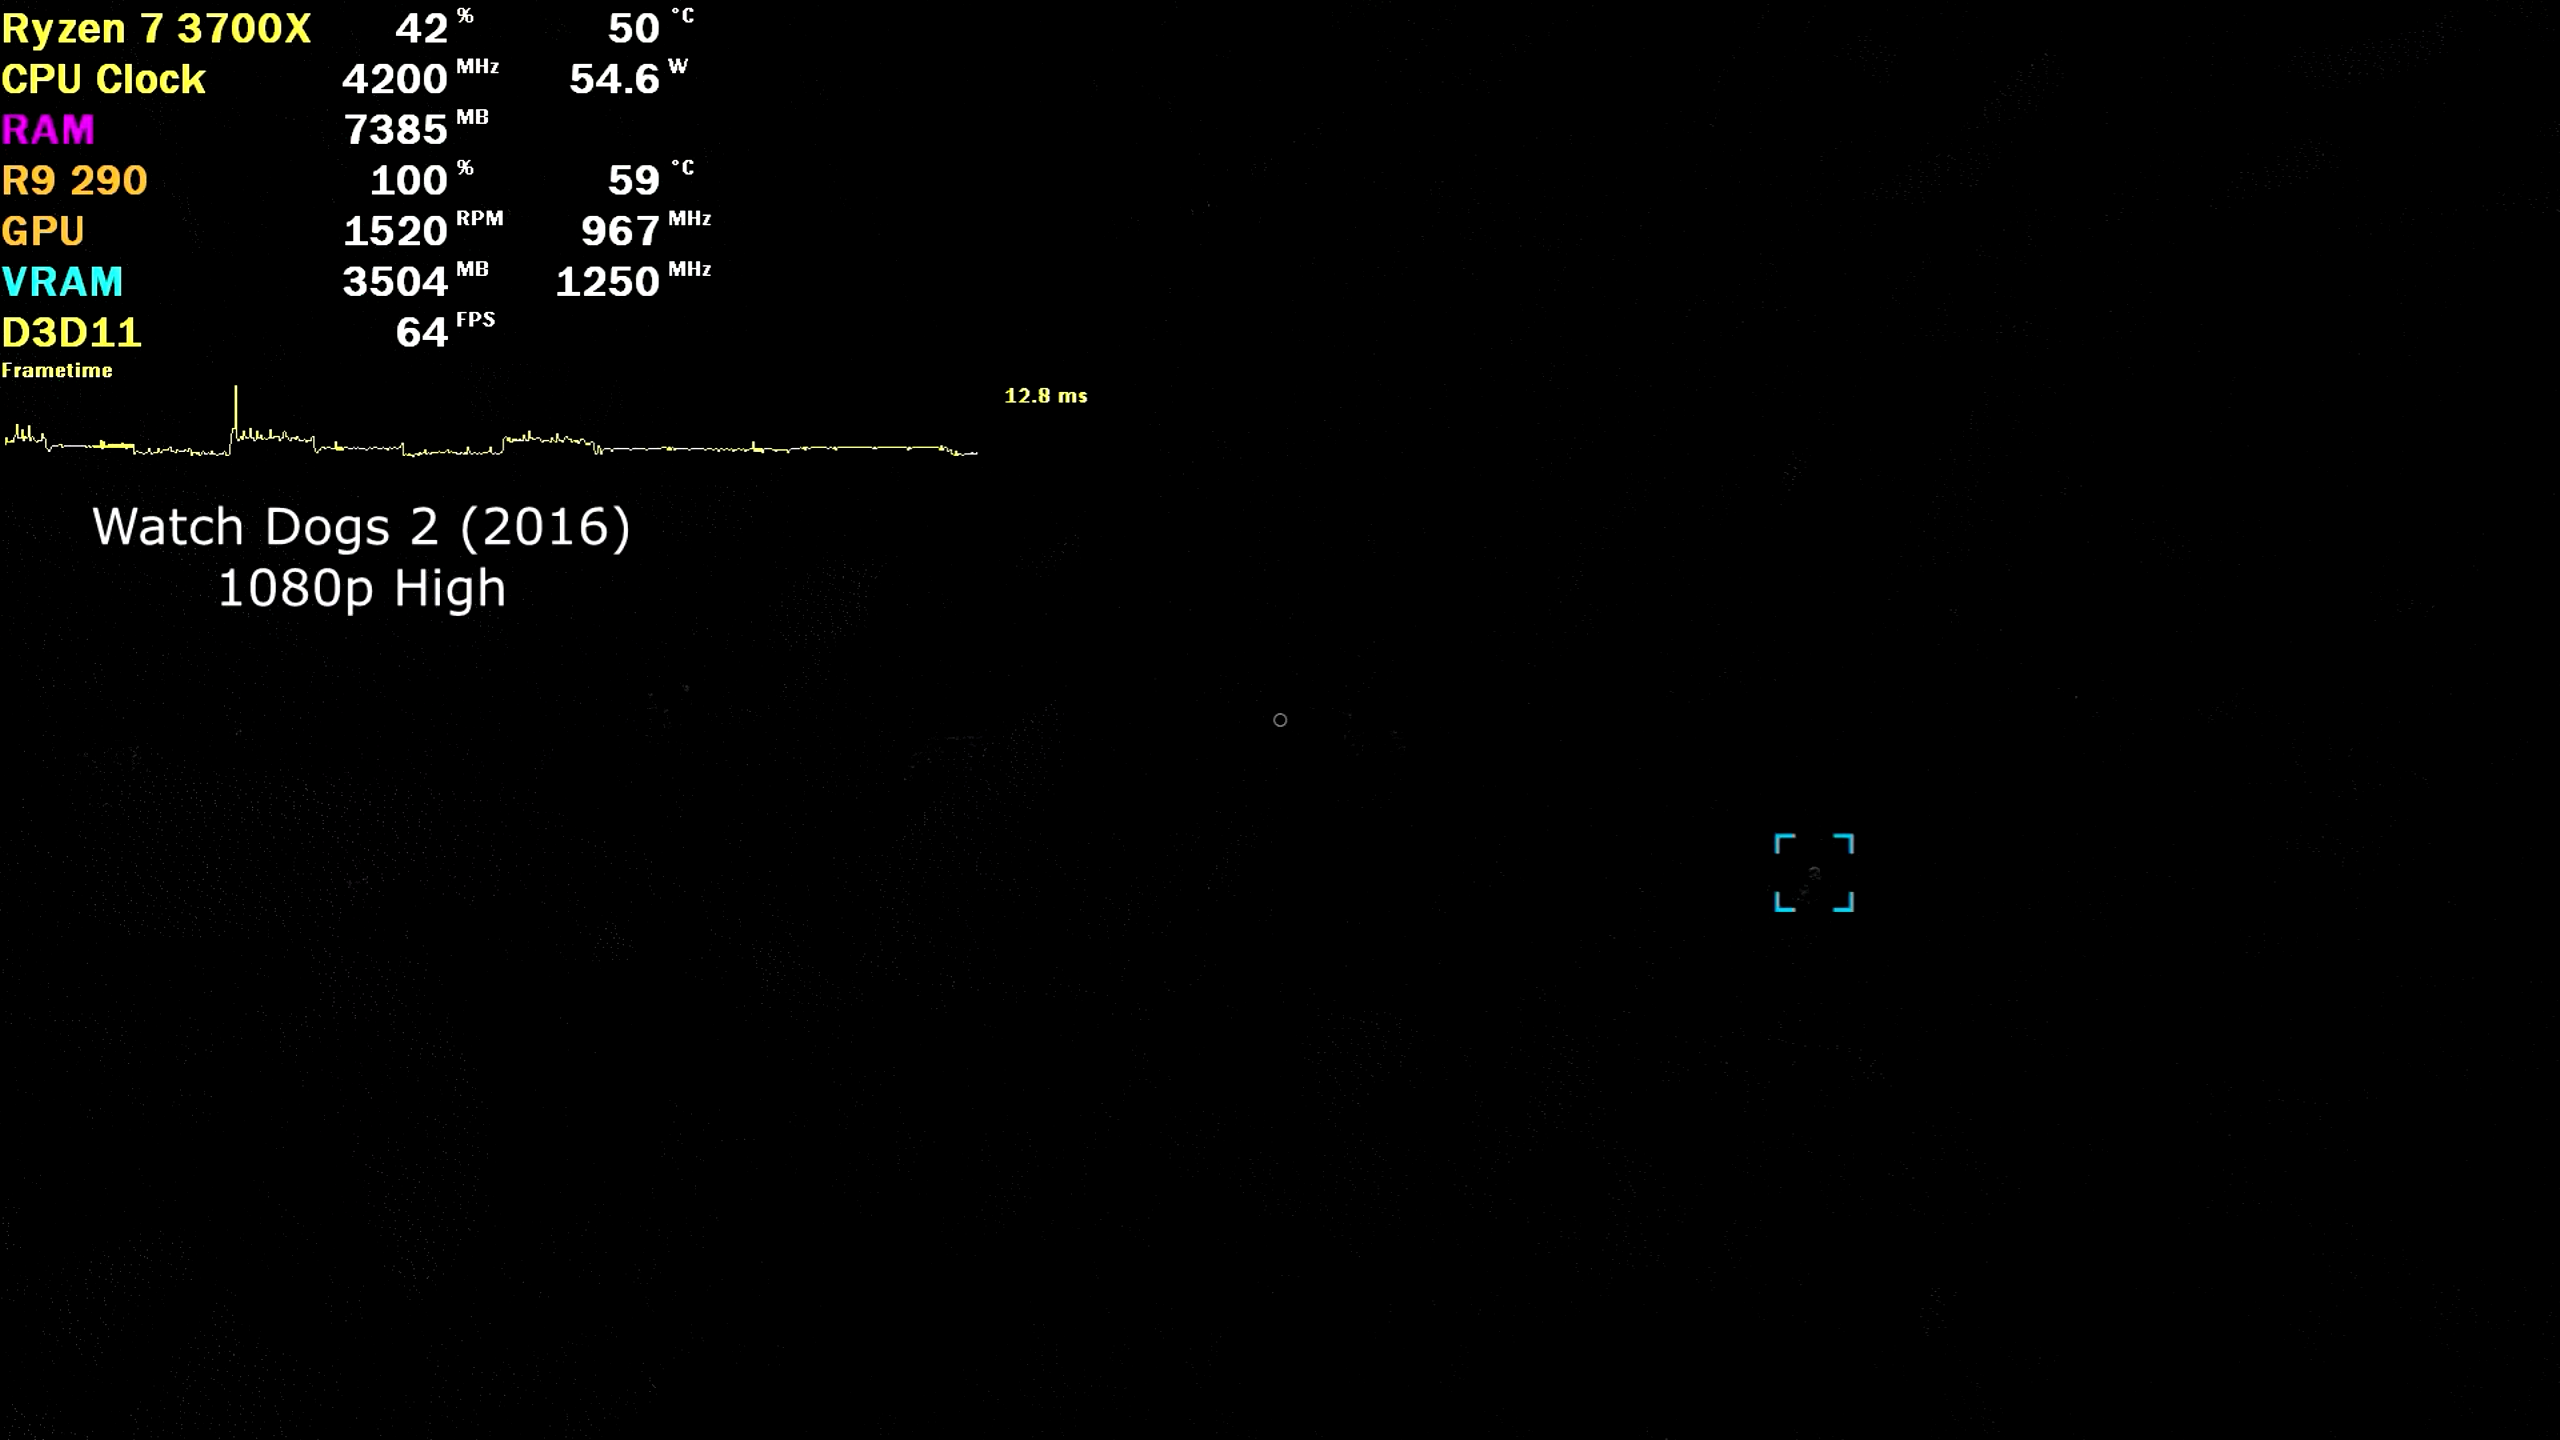 Ryzen 7 3700X 42 % 50 °C
CPU Clock 4200 MHz 54.6 W
RAM 7385 MB
R9 290 100 % 59 °C
GPU 1520 RPM 967 MHz
VRAM 3504 MB 1250 MHz
D3D11 64 FPS
Frametime
12.8 ms
Watch Dogs 2 (2016)
1080p High